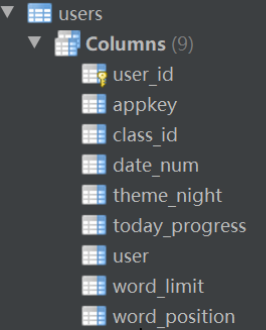 users
Columns (9)
user_id
appkey
class_id
date_num
theme_night
today_progress
user
word_limit
word_position